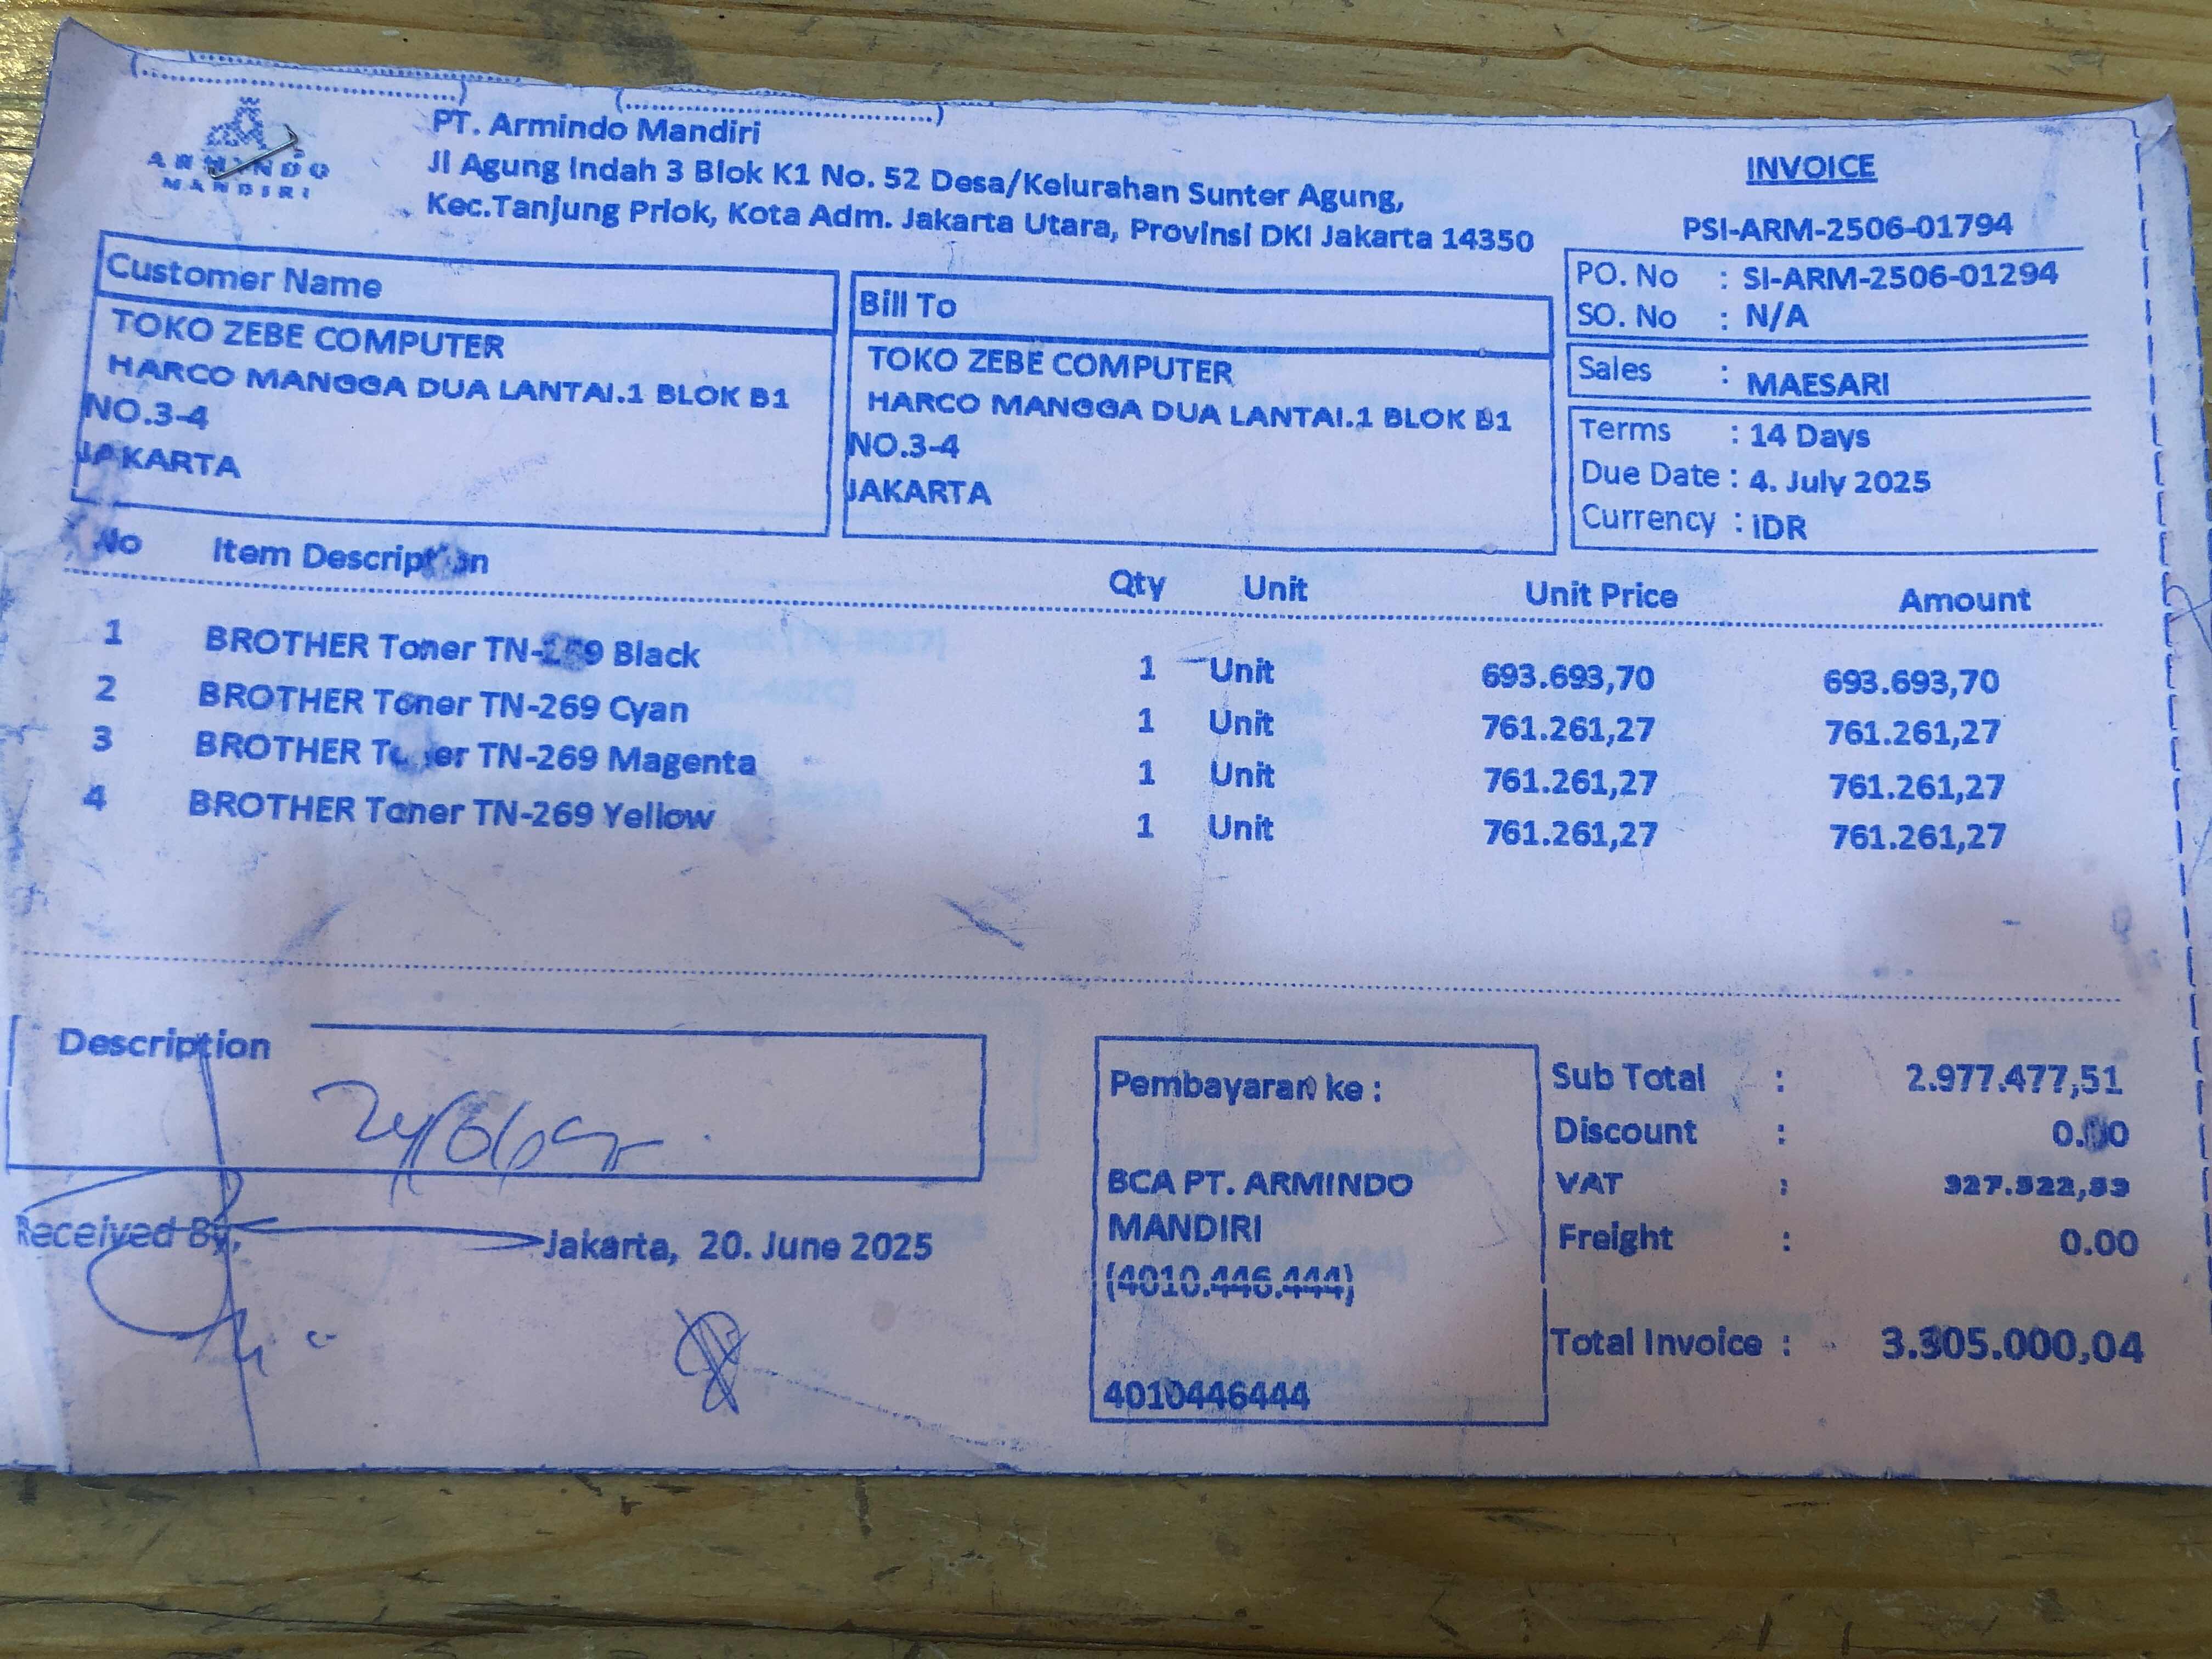 ARMINDO
MANDIRI
PT. Armindo Mandiri
Jl Agung Indah 3 Blok K1 No. 52 Desa/Kelurahan Sunter Agung,
Kec.Tanjung Priok, Kota Adm. Jakarta Utara, Provinsi DKI Jakarta 14350
INVOICE
PSI-ARM-2506-01794
PO. No : SI-ARM-2506-01294
SO. No : N/A
Sales : MAESARI
Terms : 14 Days
Due Date : 4. July 2025
Currency : IDR
Customer Name
TOKO ZEBE COMPUTER
HARCO MANGGA DUA LANTAI.1 BLOK B1
NO.3-4
JAKARTA
Bill To
TOKO ZEBE COMPUTER
HARCO MANGGA DUA LANTAI.1 BLOK B1
NO.3-4
JAKARTA
No Item Description Qty Unit Unit Price Amount
1 BROTHER Toner Black 1 Unit 693.693,70 693.693,70
2 BROTHER Toner TN-269 Cyan 1 Unit 761.261,27 761.261,27
3 BROTHER Toner TN-269 Magenta 1 Unit 761.261,27 761.261,27
4 BROTHER Toner TN-269 Yellow 1 Unit 761.261,27 761.261,27
Description
Received By,
Jakarta, 20. June 2025
Pembayaran ke :
BCA PT. ARMINDO
MANDIRI
(4010.446.444)
4010446444
Sub Total : 2.977.477,51
Discount : 0.00
VAT : 327.522,53
Freight : 0.00
Total Invoice : 3.305.000,04